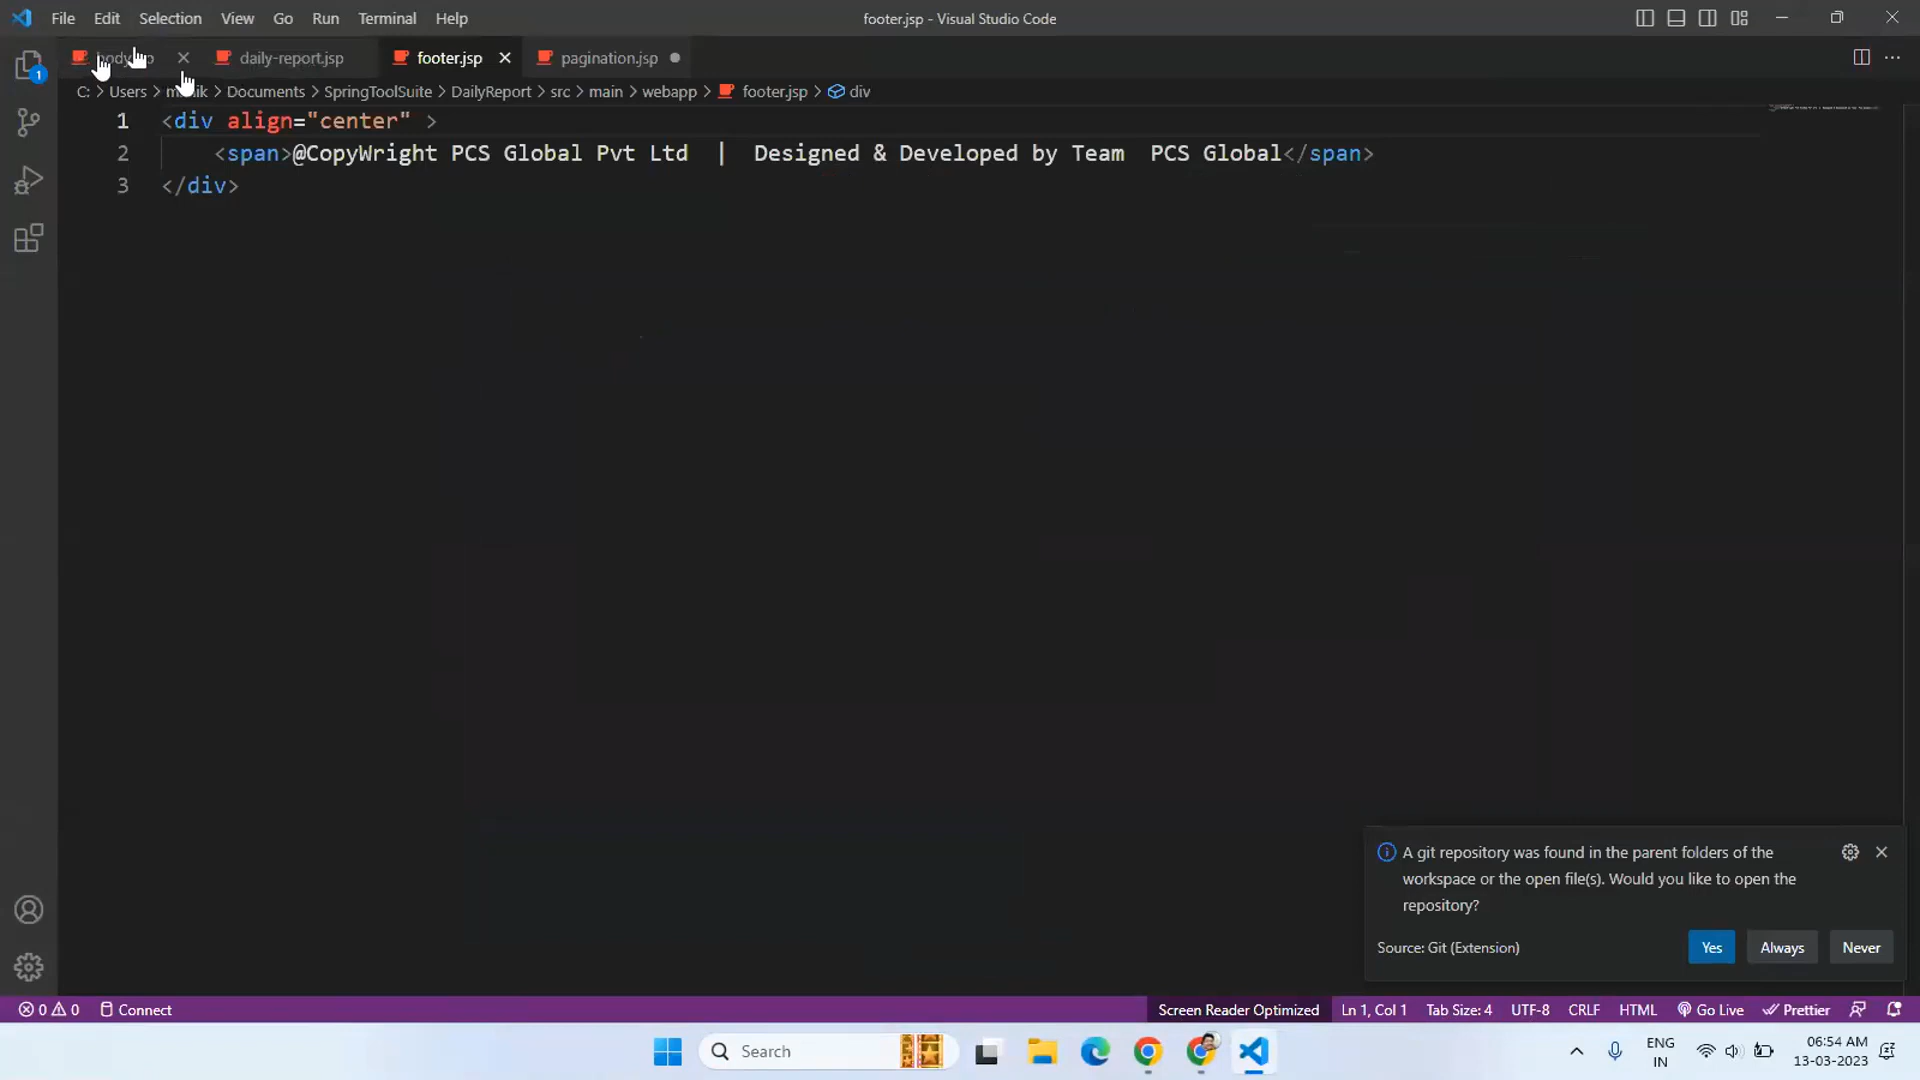 File Edit Selection View Go Run Terminal Help footer.jsp - Visual Studio Code
daily-report.jsp footer.jsp pagination.jsp
C: > Users > > Documents > SpringToolSuite > DailyReport > src > main > webapp > footer.jsp > div
1 <div align="center" >
2 <span>@CopyWright PCS Global Pvt Ltd | Designed & Developed by Team PCS Global</span>
3 </div>
1
A git repository was found in the parent folders of the
workspace or the open file(s). Would you like to open the
repository?
Source: Git (Extension) Yes Always Never
0 0 Connect Screen Reader Optimized Ln 1, Col 1 Tab Size: 4 UTF-8 CRLF HTML Go Live Prettier
Search ENG IN 06:54 AM 13-03-2023